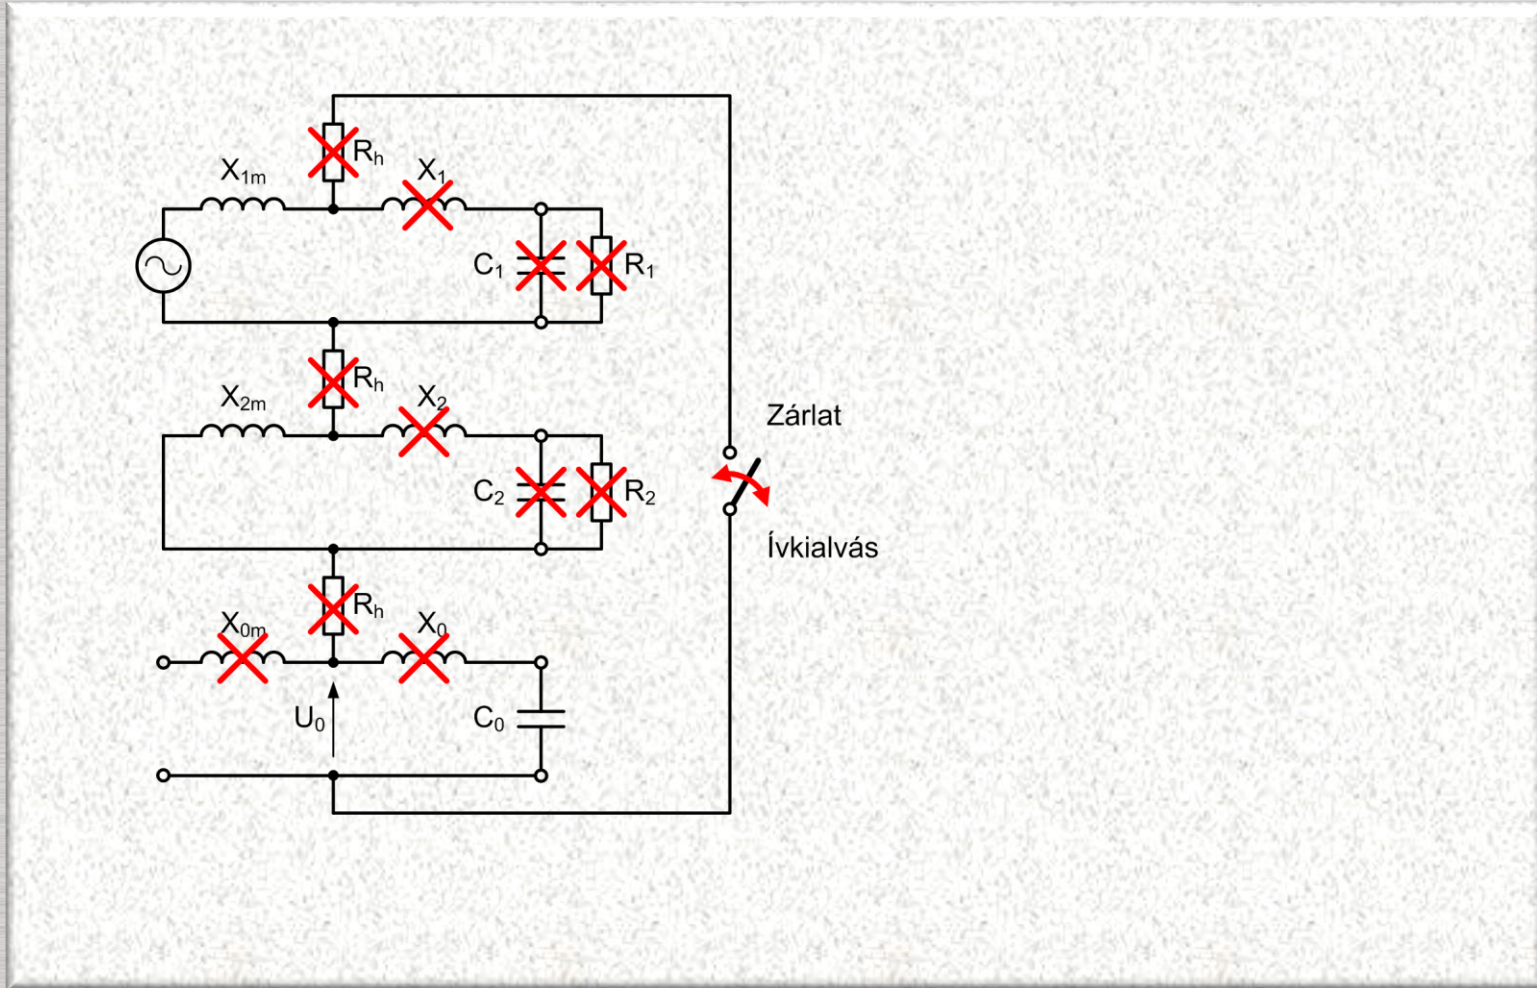 Rₕ
X₁ₘ
X₁
C₁
R₁
Rₕ
X₂ₘ
X₂
Zárlat
C₂
R₂
Ívkialvás
Rₕ
X₀ₘ
X₀
U₀
C₀